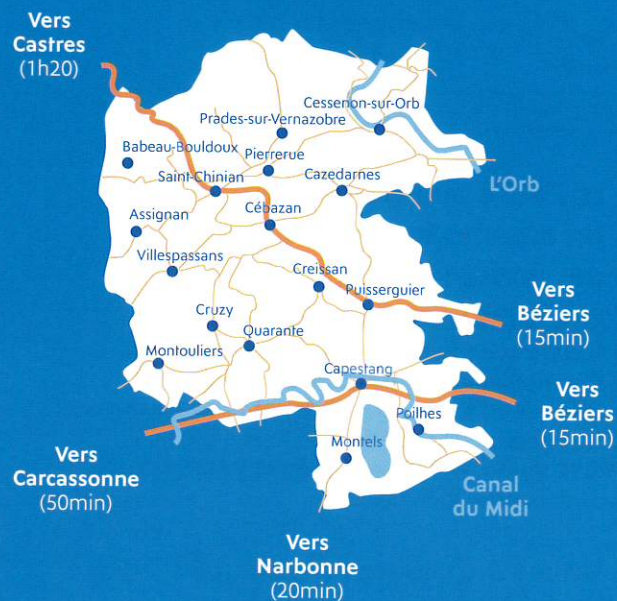 Vers
Castres
(1h20)
Cessenon-sur-Orb
Prades-sur-Vernazobre
Babeau-Bouldoux
Pierrerue
Saint-Chinian
Cazedarnes
L'Orb
Assignan
Cébazan
Villespassans
Creissan
Puisserguier
Vers
Béziers
(15min)
Cruzy
Quarante
Montouliers
Capestang
Vers
Béziers
(15min)
Poilhes
Montels
Vers
Carcassonne
(50min)
Canal
du Midi
Vers
Narbonne
(20min)